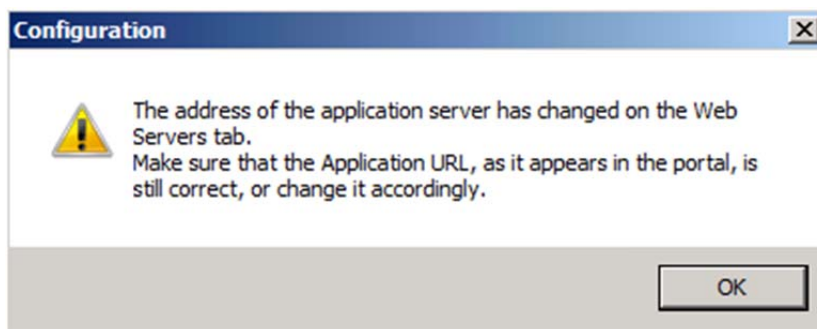 Configuration
The address of the application server has changed on the Web
Servers tab.
Make sure that the Application URL, as it appears in the portal, is
still correct, or change it accordingly.
OK